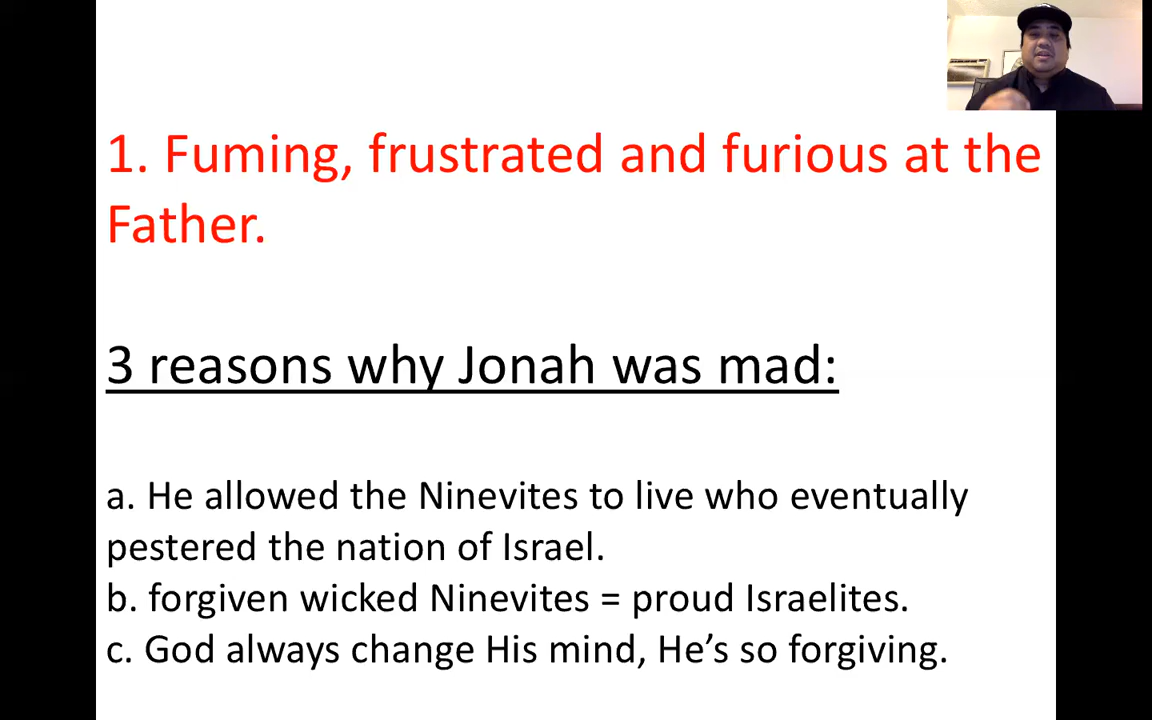 1. Fuming, frustrated and furious at the
Father.
3 reasons why Jonah was mad:
a. He allowed the Ninevites to live who eventually
pestered the nation of Israel.
b. forgiven wicked Ninevites = proud Israelites.
c. God always change His mind, He’s so forgiving.